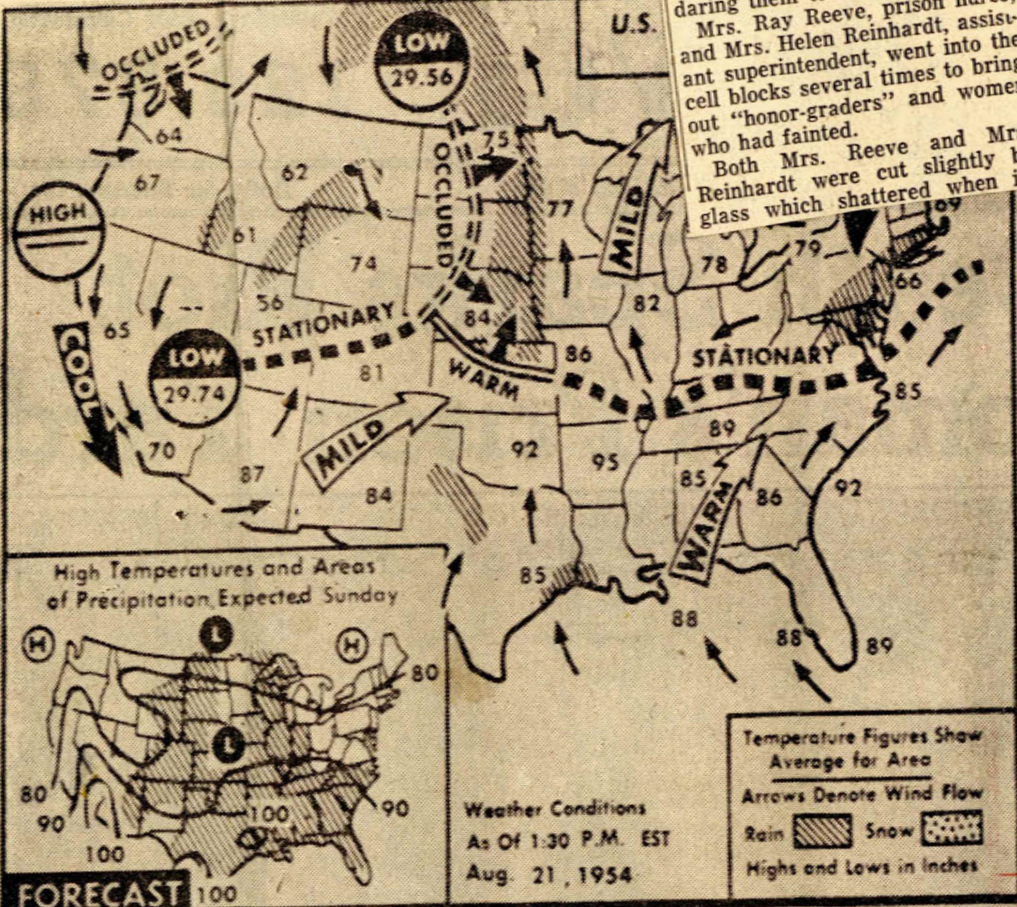 daring them
Mrs. Ray Reeve, prison nurse,
and Mrs. Helen Reinhardt, assist-
ant superintendent, went into the
cell blocks several times to bring
out "honor-graders" and women
who had fainted.
Both Mrs. Reeve and Mrs
Reinhardt were cut slightly b
glass which shattered when i
U.S.
OCCLUDED
LOW
29.56
64
67
62
75
OCCLUDED
77
MILD
HIGH
61
74
78
79
69
66
56
82
65
STATIONARY
84
LOW
29.74
81
WARM
86
STATIONARY
85
COOL
MILD
70
87
84
92
95
89
85
86
92
WARM
85
88
88
89
High Temperatures and Areas
of Precipitation Expected Sunday
H
L
H
80
L
80
90
100
100
90
FORECAST
100
Weather Conditions
As Of 1:30 P.M. EST
Aug. 21, 1954
Temperature Figures Show
Average for Area
Arrows Denote Wind Flow
Rain Snow
Highs and Lows in Inches